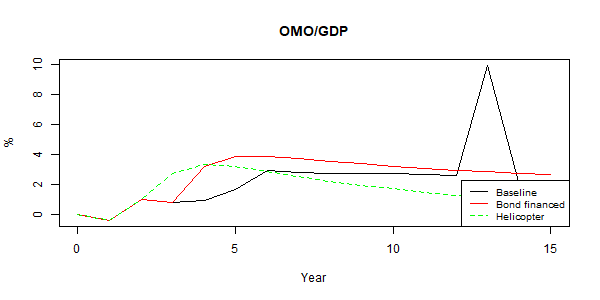 OMO/GDP
%
10
8
6
4
2
0
Baseline
Bond financed
Helicopter
0 5 10 15
Year